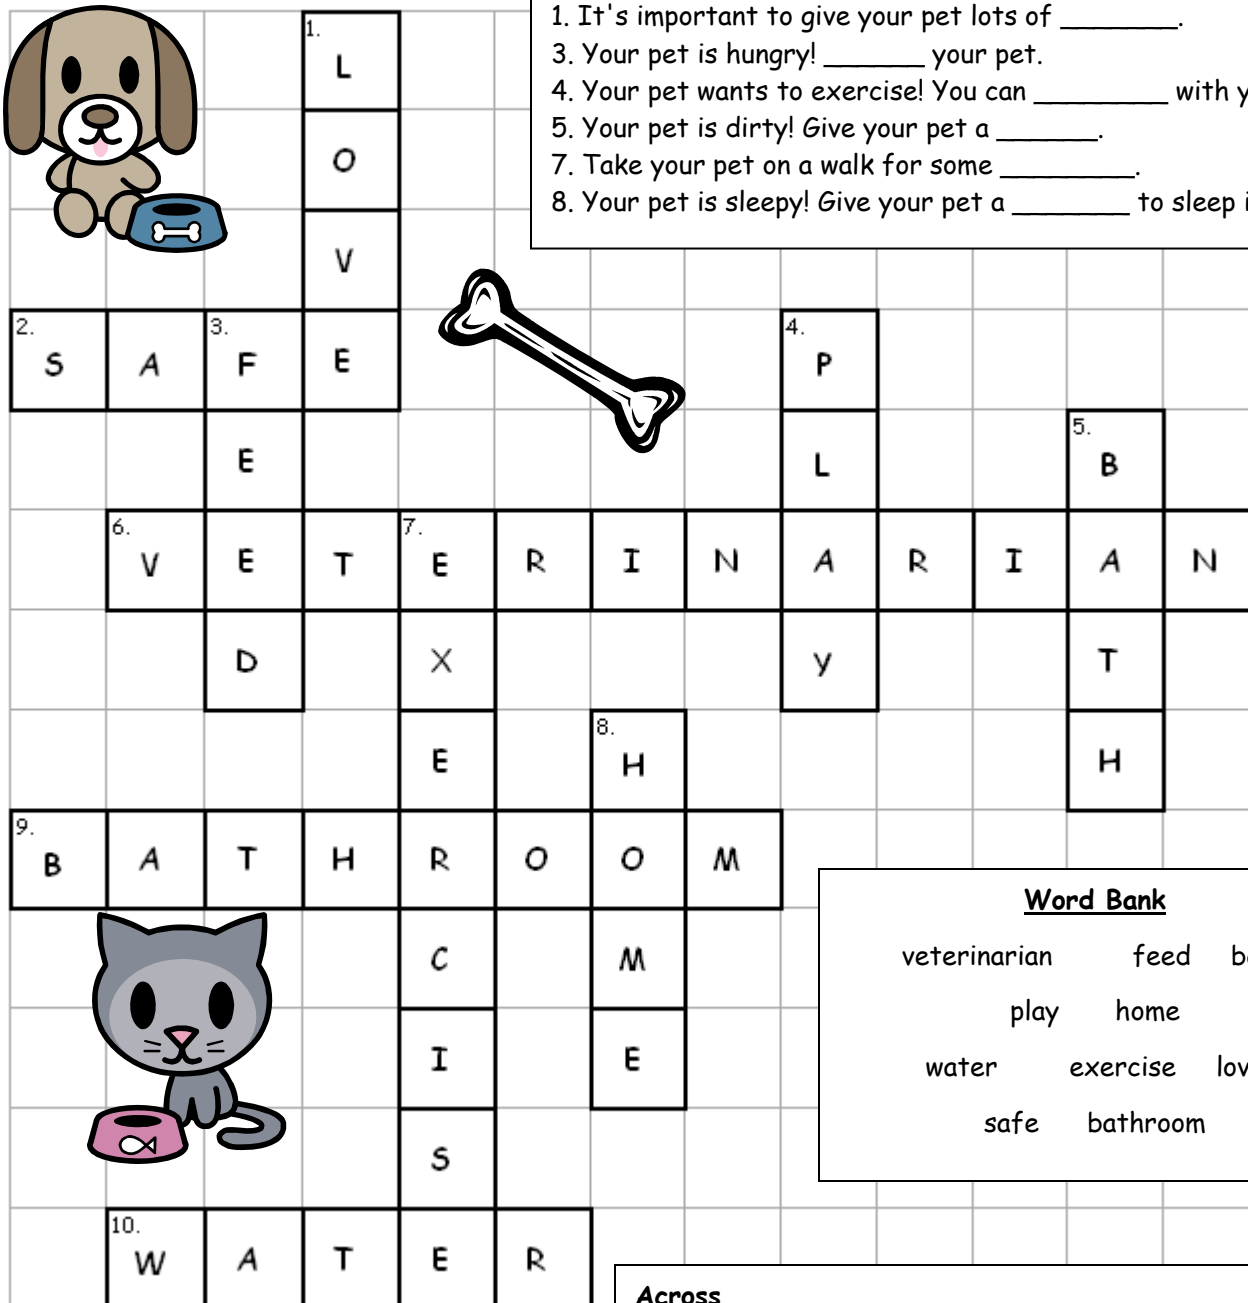 1. It's important to give your pet lots of _______.
3. Your pet is hungry! ______ your pet.
4. Your pet wants to exercise! You can ________ with
5. Your pet is dirty! Give your pet a ______.
7. Take your pet on a walk for some ________.
8. Your pet is sleepy! Give your pet a _______ to sleep
1.
L
O
V
2. S A 3. F E 4. P
E L 5. B
6. V E T 7. E R I N A R I A N
D X Y T
E 8. H H
9. B A T H R O O M
Word Bank
C M
veterinarian feed
play home
I E
water exercise
safe bathroom
S
10. W A T E R
Across